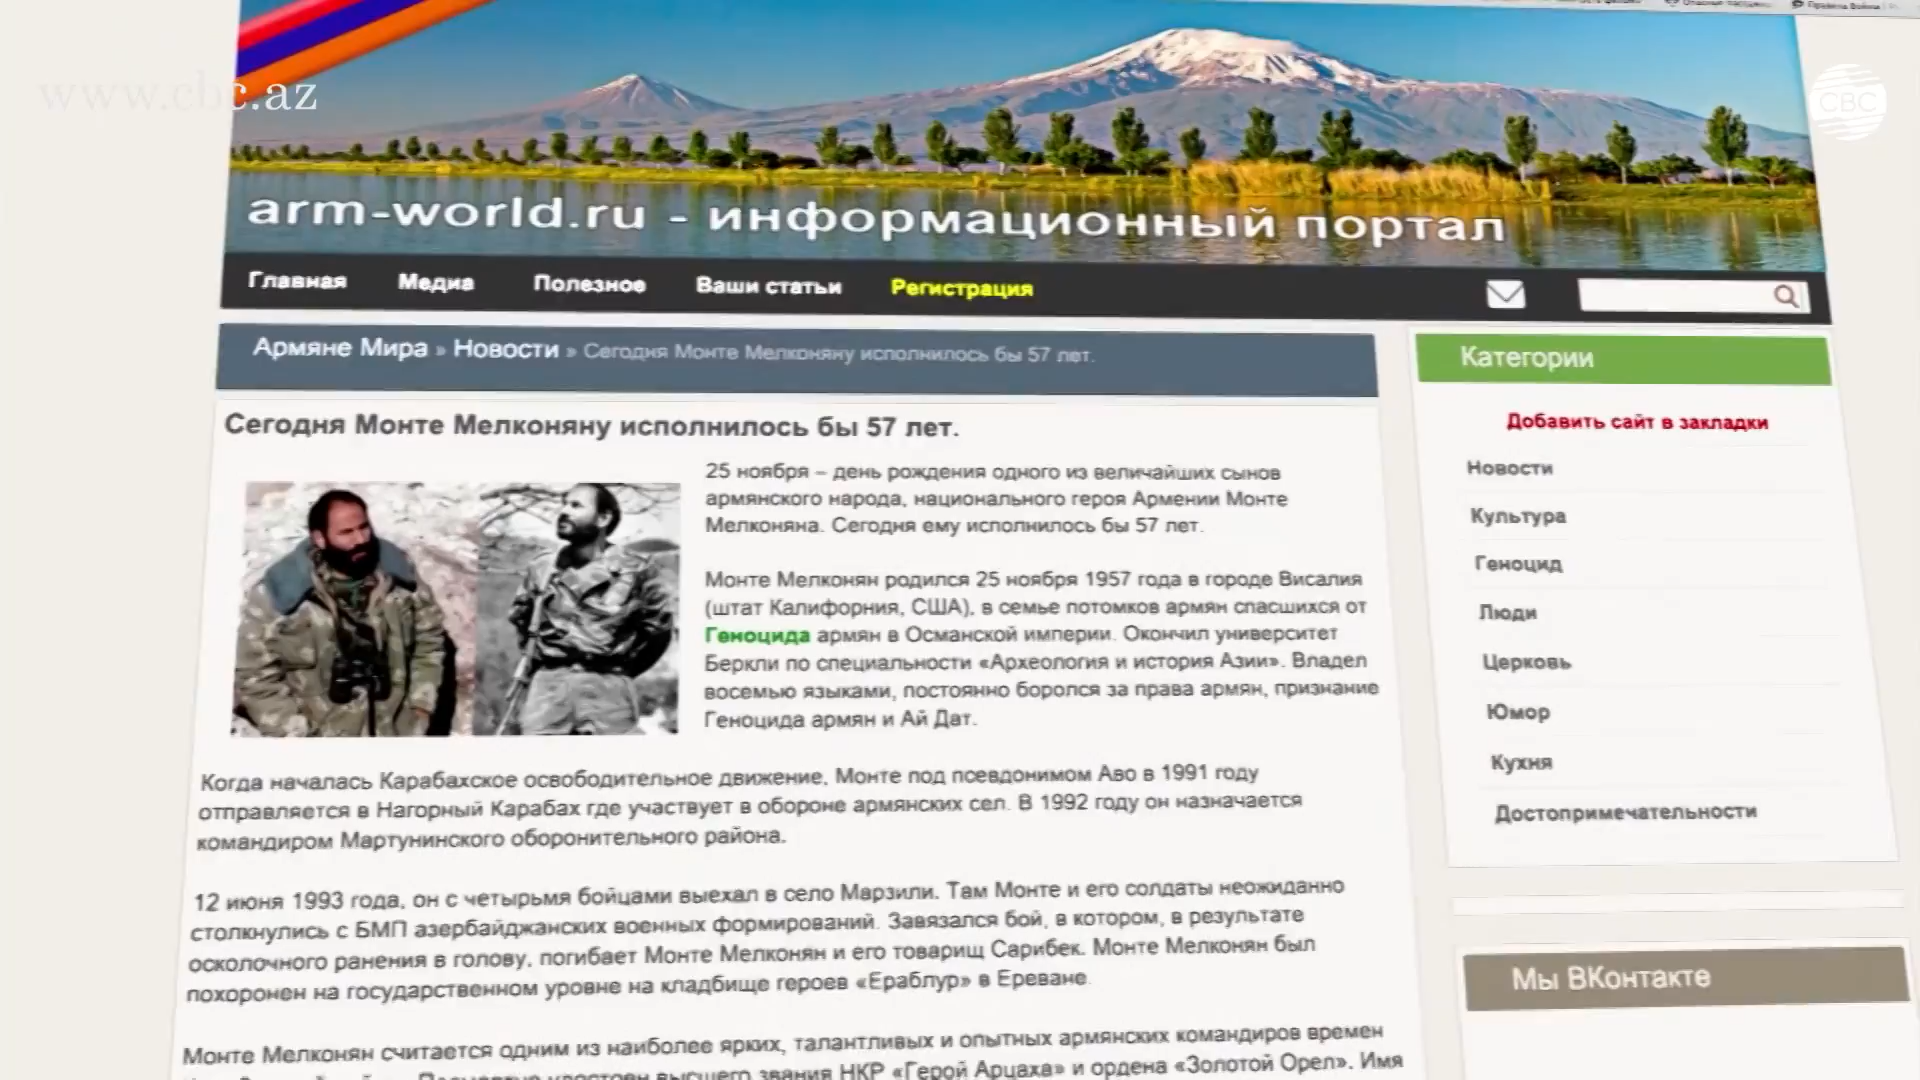 www.cbc.az
CBC
arm-world.ru - информационный портал
Главная Медиа Полезное Ваши статьи Регистрация
Армяне Мира » Новости » Сегодня Монте Мелконяну исполнилось бы 57 лет.
Сегодня Монте Мелконяну исполнилось бы 57 лет.
25 ноября – день рождения одного из величайших сынов
армянского народа, национального героя Армении Монте
Мелконяна. Сегодня ему исполнилось бы 57 лет.
Монте Мелконян родился 25 ноября 1957 года в городе Висалия
(штат Калифорния, США), в семье потомков армян спасшихся от
Геноцида армян в Османской империи. Окончил университет
Беркли по специальности «Археология и история Азии». Владел
восемью языками, постоянно боролся за права армян, признание
Геноцида армян и Ай Дат.
Когда началась Карабахское освободительное движение, Монте под псевдонимом Аво в 1991 году
отправляется в Нагорный Карабах где участвует в обороне армянских сел. В 1992 году он назначается
командиром Мартунинского оборонительного района.
12 июня 1993 года, он с четырьмя бойцами выехал в село Марзили. Там Монте и его солдаты неожиданно
столкнулись с БМП азербайджанских военных формирований. Завязался бой, в котором, в результате
осколочного ранения в голову, погибает Монте Мелконян и его товарищ Сарибек. Монте Мелконян был
похоронен на государственном уровне на кладбище героев «Ераблур» в Ереване.
Монте Мелконян считается одним из наиболее ярких, талантливых и опытных армянских командиров времен
удостоен высшего звания НКР «Герой Арцаха» и ордена «Золотой Орел». Имя
Категории
Добавить сайт в закладки
Новости
Культура
Геноцид
Люди
Церковь
Юмор
Кухня
Достопримечательности
Мы ВКонтакте